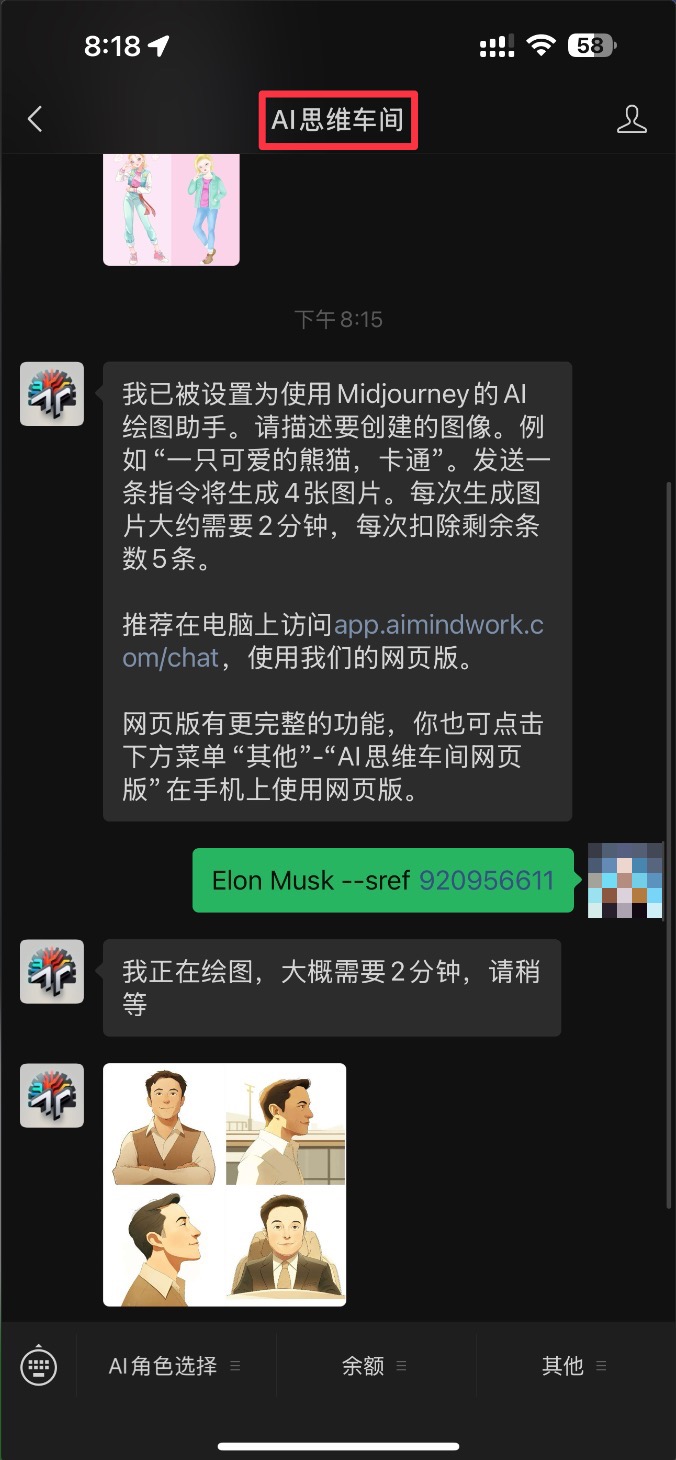 8:18
58
AI思维车间
下午8:15
我已被设置为使用Midjourney的AI
绘图助手。请描述要创建的图像。例
如“一只可爱的熊猫，卡通”。发送一
条指令将生成4张图片。每次生成图
片大约需要2分钟，每次扣除剩余条
数5条。
推荐在电脑上访问app.aimindwork.c
om/chat，使用我们的网页版。
网页版有更完整的功能，你也可点击
下方菜单“其他”-“AI思维车间网页
版”在手机上使用网页版。
Elon Musk --sref 920956611
我正在绘图，大概需要2分钟，请稍
等
AI角色选择
余额
其他